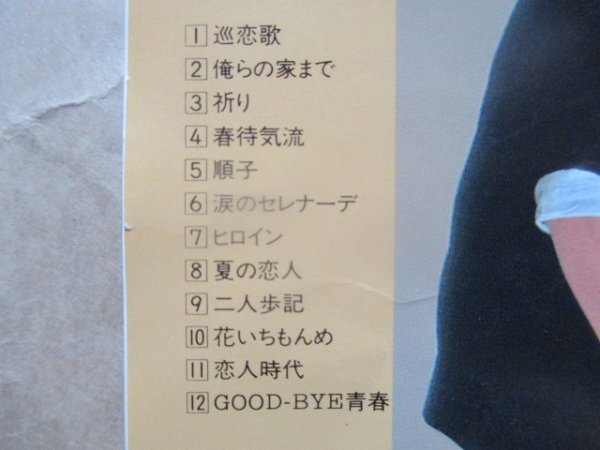 1 巡恋歌
2 俺らの家まで
3 祈り
4 春待気流
5 順子
6 涙のセレナーデ
7 ヒロイン
8 夏の恋人
9 二人歩記
10 花いちもんめ
11 恋人時代
12 GOOD-BYE青春